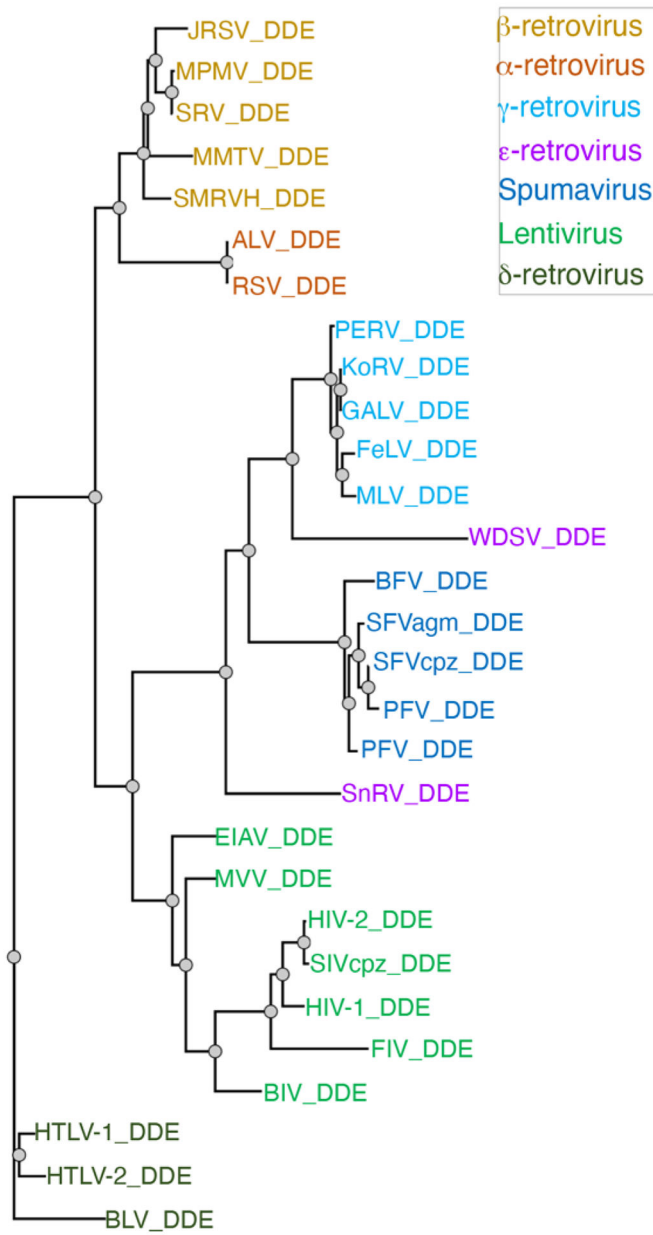 JRSV_DDE
MPMV_DDE
SRV_DDE
MMTV_DDE
SMRVH_DDE
ALV_DDE
RSV_DDE
PERV_DDE
KoRV_DDE
GALV_DDE
FeLV_DDE
MLV_DDE
WDSV_DDE
BFV_DDE
SFVagm_DDE
SFVcpz_DDE
PFV_DDE
PFV_DDE
SnRV_DDE
EIAV_DDE
MVV_DDE
HIV-2_DDE
SIVcpz_DDE
HIV-1_DDE
FIV_DDE
BIV_DDE
HTLV-1_DDE
HTLV-2_DDE
BLV_DDE
β-retrovirus
α-retrovirus
γ-retrovirus
ε-retrovirus
Spumavirus
Lentivirus
δ-retrovirus